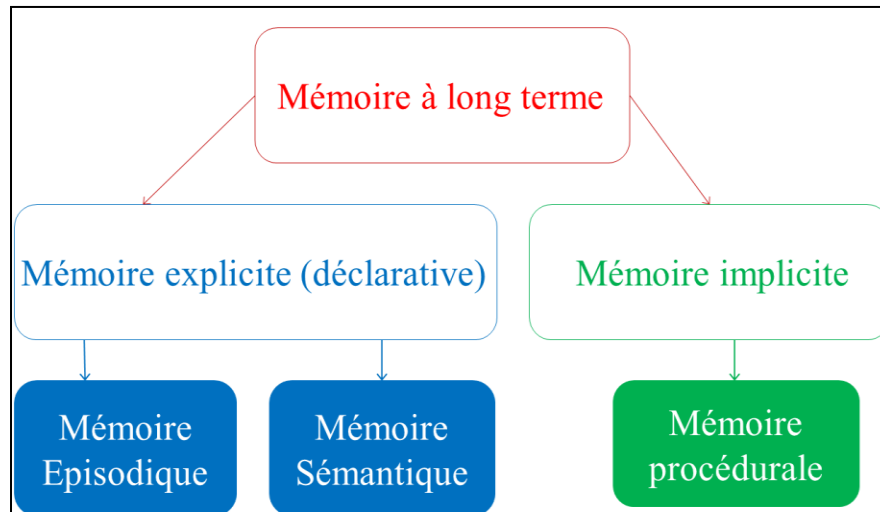 Mémoire à long terme
Mémoire explicite (déclarative)
Mémoire implicite
Mémoire
Episodique
Mémoire
Sémantique
Mémoire
procédurale